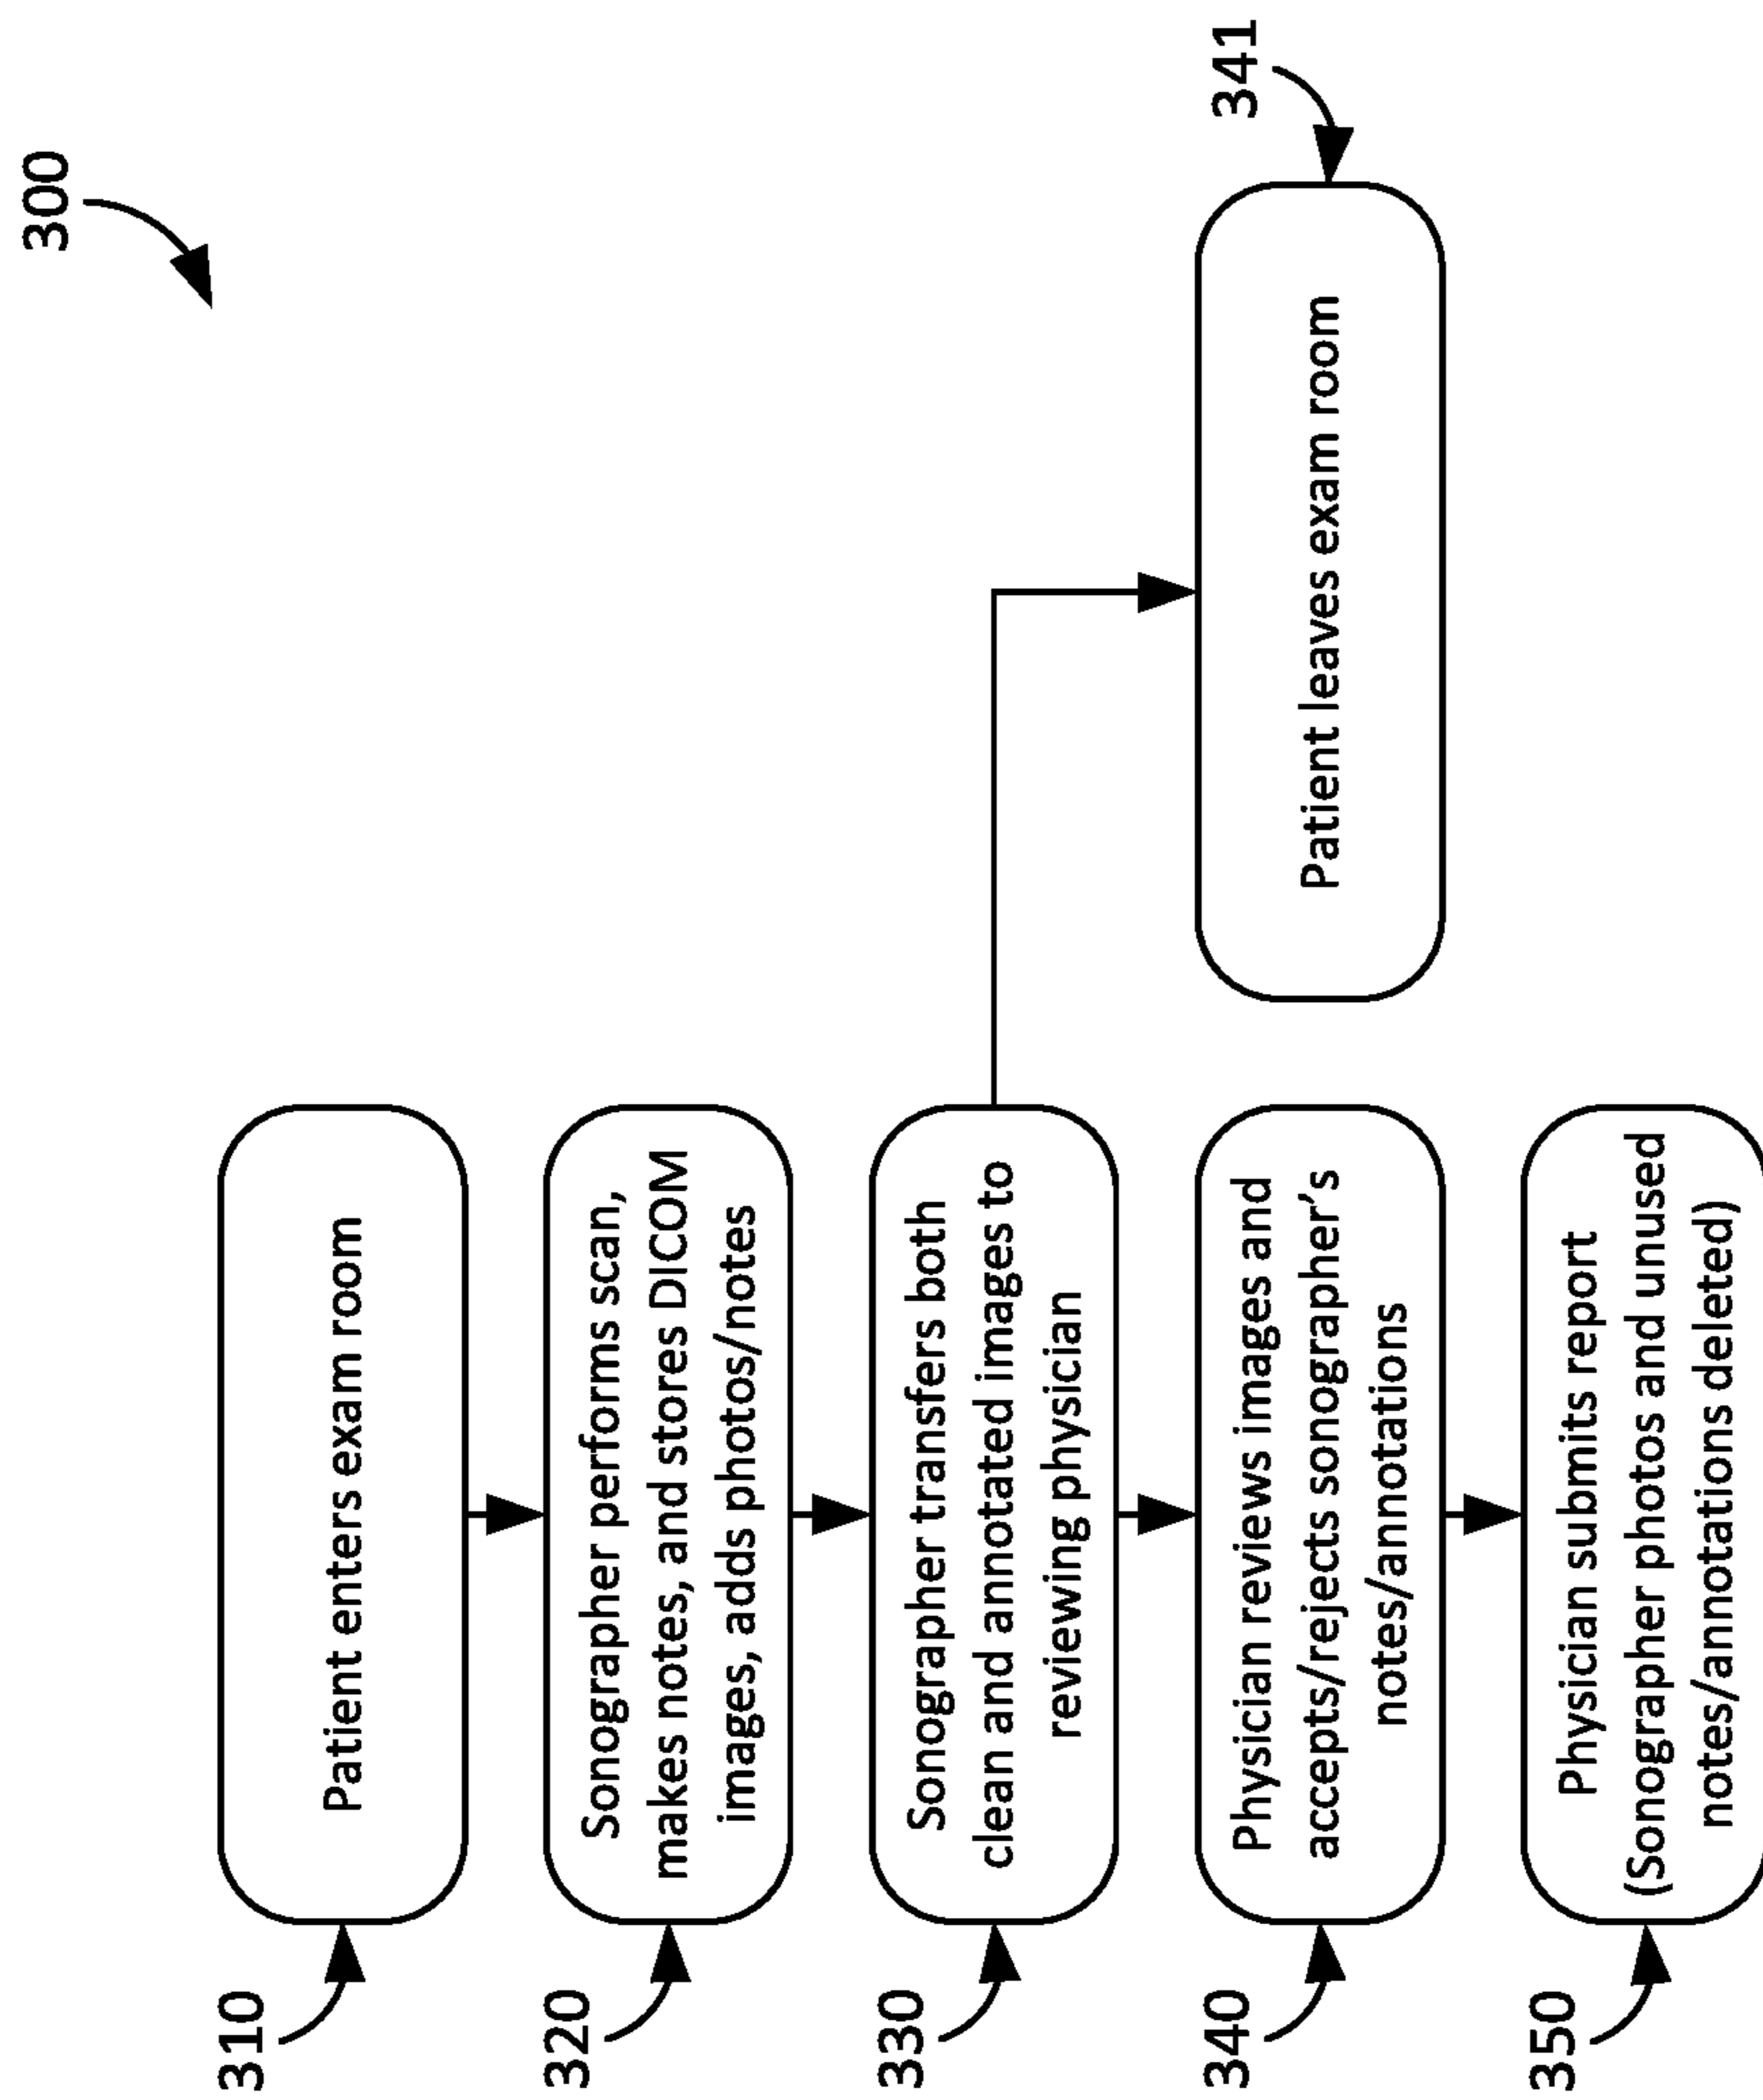 300
310
Patient enters exam room
320
Sonographer performs scan,
makes notes, and stores DICOM
images, adds photos/notes
330
Sonographer transfers both
clean and annotated images to
reviewing physician
340
Physician reviews images and
accepts/rejects sonographer’s
notes/annotations
341
Patient leaves exam room
350
Physician submits report
(Sonographer photos and unused
notes/annotations deleted)